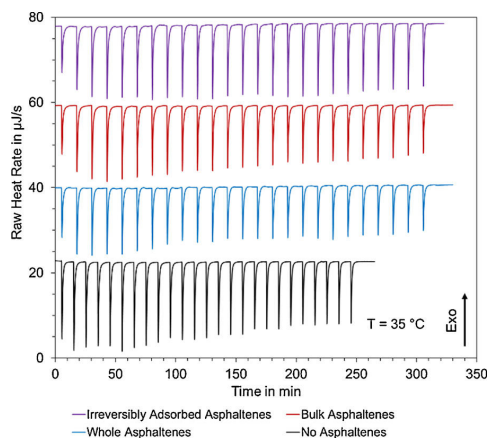 80
60
40
20
0
Raw Heat Rate in µJ/s
T = 35 °C
Exo
0 50 100 150 200 250 300 350
Time in min
Irreversibly Adsorbed Asphaltenes Bulk Asphaltenes
Whole Asphaltenes No Asphaltenes